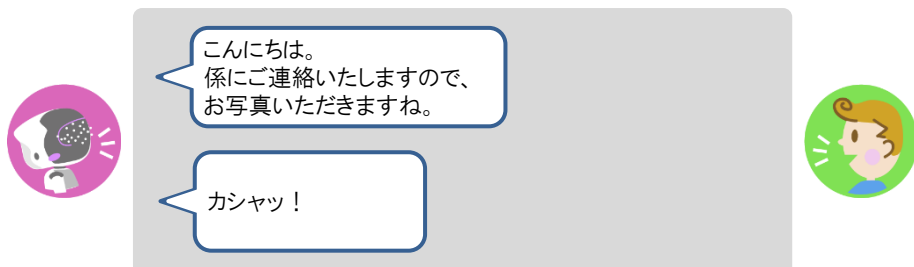 こんにちは。
係にご連絡いたしますので、
お写真いただきますね。
カシャッ！